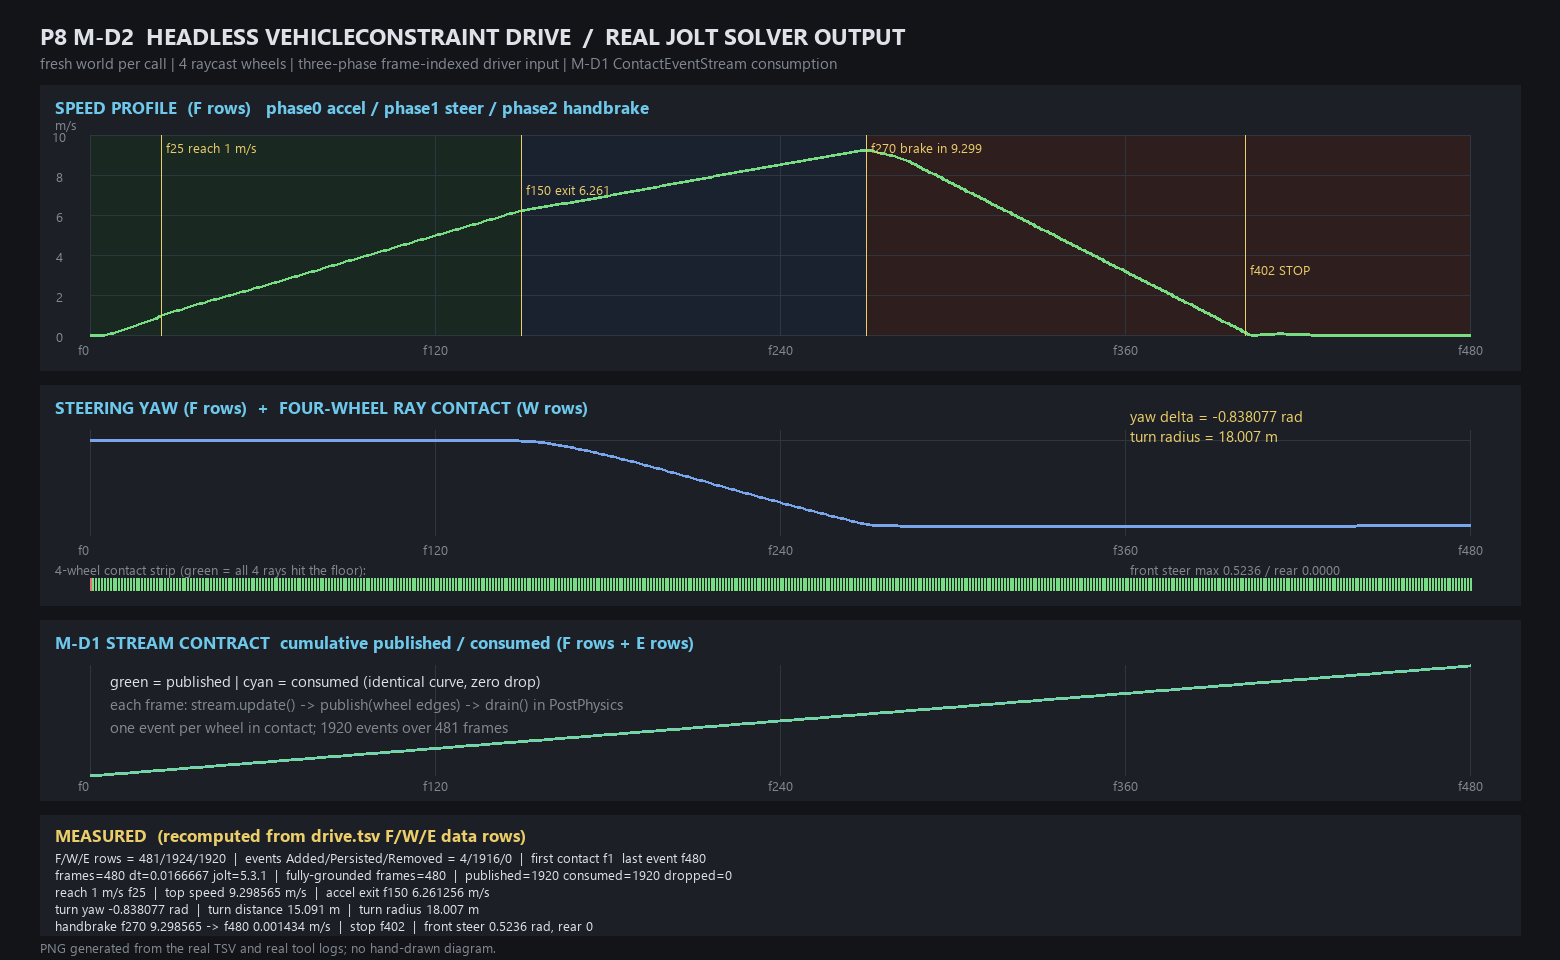 P8 M-D2 HEADLESS VEHICLECONSTRAINT DRIVE / REAL JOLT SOLVER OUTPUT
fresh world per call | 4 raycast wheels | three-phase frame-indexed driver input | M-D1 ContactEventStream consumption
SPEED PROFILE (F rows) phase0 accel / phase1 steer / phase2 handbrake
m/s
10
8
6
4
2
0
f25 reach 1 m/s
f150 exit 6.261
f270 brake in 9.299
f402 STOP
f0 f120 f240 f360 f480
STEERING YAW (F rows) + FOUR-WHEEL RAY CONTACT (W rows)
yaw delta = -0.838077 rad
turn radius = 18.007 m
f0 f120 f240 f360 f480
4-wheel contact strip (green = all 4 rays hit the floor):
front steer max 0.5236 / rear 0.0000
M-D1 STREAM CONTRACT cumulative published / consumed (F rows + E rows)
green = published | cyan = consumed (identical curve, zero drop)
each frame: stream.update() -> publish(wheel edges) -> drain() in PostPhysics
one event per wheel in contact; 1920 events over 481 frames
f0 f120 f240 f360 f480
MEASURED (recomputed from drive.tsv F/W/E data rows)
F/W/E rows = 481/1924/1920 | events Added/Persisted/Removed = 4/1916/0 | first contact f1 last event f480
frames=480 dt=0.0166667 jolt=5.3.1 | fully-grounded frames=480 | published=1920 consumed=1920 dropped=0
reach 1 m/s f25 | top speed 9.298565 m/s | accel exit f150 6.261256 m/s
turn yaw -0.838077 rad | turn distance 15.091 m | turn radius 18.007 m
handbrake f270 9.298565 -> f480 0.001434 m/s | stop f402 | front steer 0.5236 rad, rear 0
PNG generated from the real TSV and real tool logs; no hand-drawn diagram.